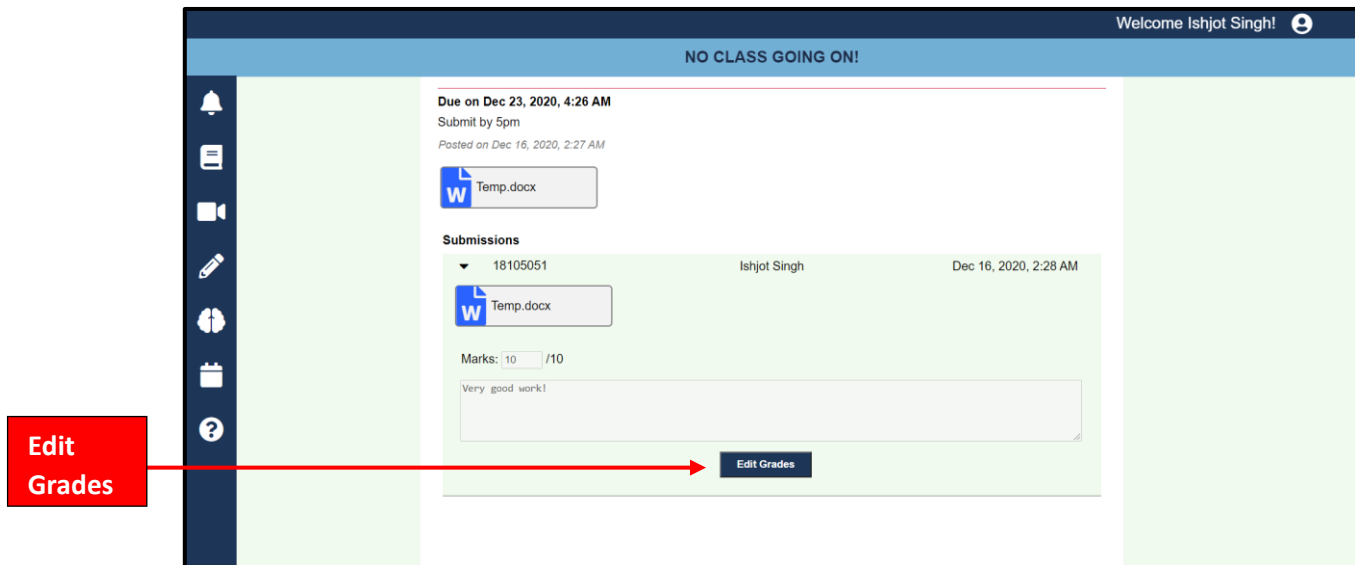 Welcome Ishjot Singh!
NO CLASS GOING ON!
Due on Dec 23, 2020, 4:26 AM
Submit by 5pm
Posted on Dec 16, 2020, 2:27 AM
W Temp.docx
Submissions
18105051 Ishjot Singh Dec 16, 2020, 2:28 AM
W Temp.docx
Marks: 10 /10
Very good work!
Edit Grades
Edit
Grades